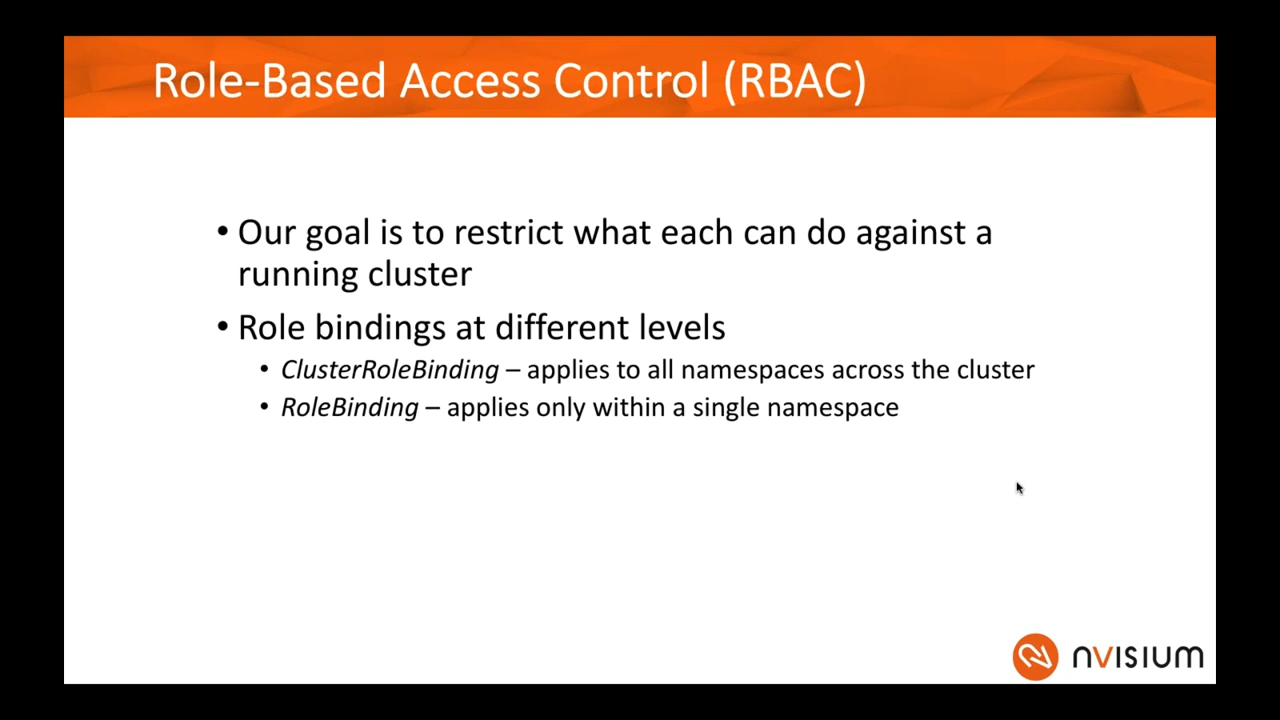 Role-Based Access Control (RBAC)
• Our goal is to restrict what each can do against a
running cluster
• Role bindings at different levels
• ClusterRoleBinding – applies to all namespaces across the cluster
• RoleBinding – applies only within a single namespace
nVISIUM